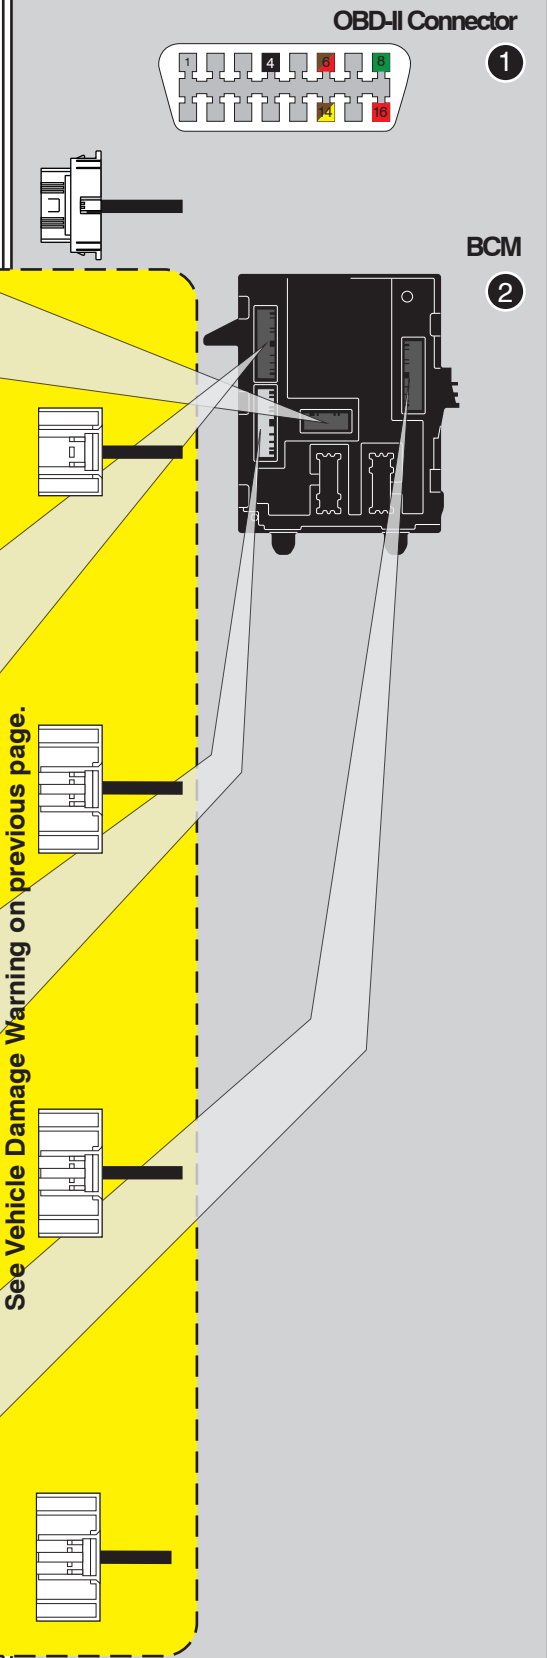 OBD-II Connector
1
1 4 6 8
14 16
BCM
2
See Vehicle Damage Warning on previous page.